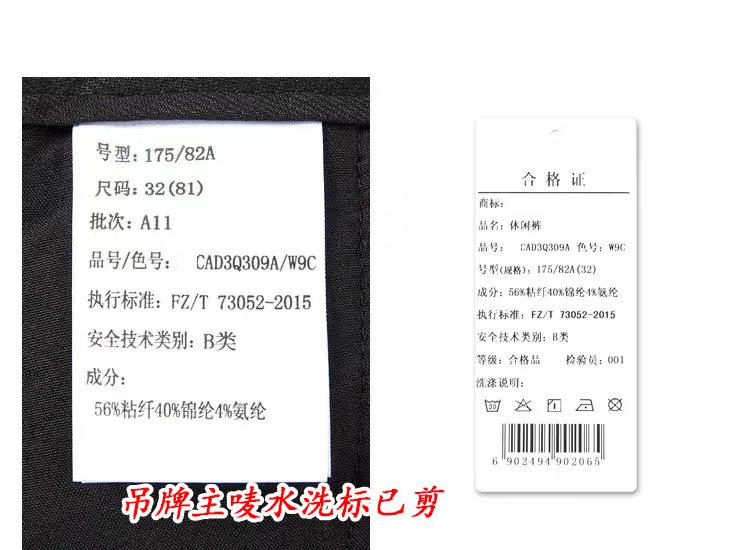 号型:175/82A
尺码:32(81)
批次:A11
品号/色号: CAD3Q309A/W9C
执行标准:FZ/T 73052-2015
安全技术类别:B类
成分:
56%粘纤40%锦纶4%氨纶
吊牌主唛水洗标已剪
合格证
商标:
品名:休闲裤
品号: CAD3Q309A 色号:W9C
号型(规格):175/82A(32)
成分:56%粘纤40%锦纶4%氨纶
执行标准:FZ/T 73052-2015
安全技术类别:B类
等级:合格品 检验员:001
洗涤说明:
30
6 902494 902065